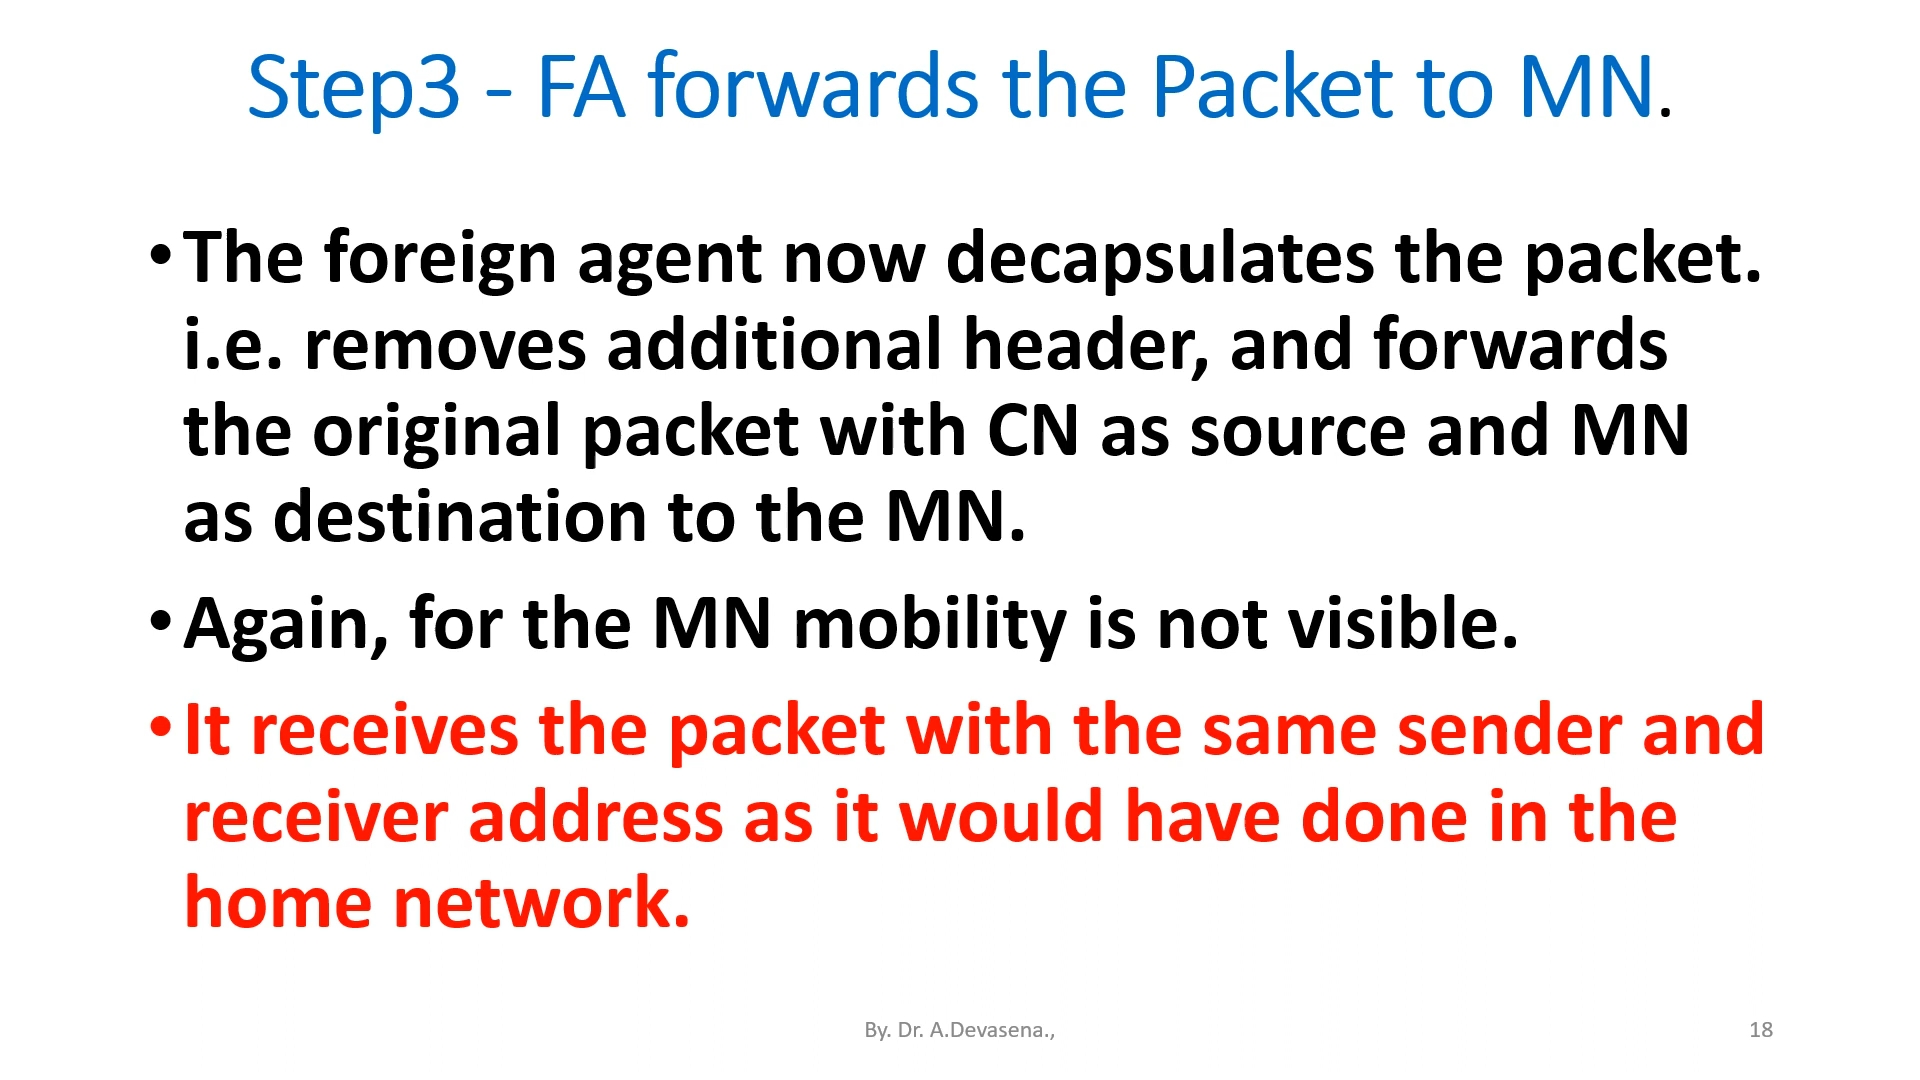 Step3 - FA forwards the Packet to MN.
• The foreign agent now decapsulates the packet.
i.e. removes additional header, and forwards
the original packet with CN as source and MN
as destination to the MN.
• Again, for the MN mobility is not visible.
• It receives the packet with the same sender and
receiver address as it would have done in the
home network.
By. Dr. A.Devasena.,
18